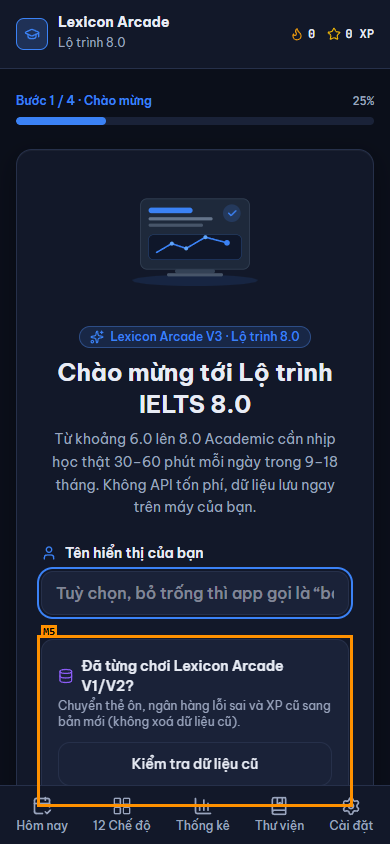 Lexicon Arcade
Lộ trình 8.0
0
0 XP
Bước 1 / 4 · Chào mừng
25%
Lexicon Arcade V3 · Lộ trình 8.0
Chào mừng tới Lộ trình
IELTS 8.0
Từ khoảng 6.0 lên 8.0 Academic cần nhịp
học thật 30–60 phút mỗi ngày trong 9–18
tháng. Không API tốn phí, dữ liệu lưu ngay
trên máy của bạn.
Tên hiển thị của bạn
Tuỳ chọn, bỏ trống thì app gọi là “bạ
M5
Đã từng chơi Lexicon Arcade
V1/V2?
Chuyển thẻ ôn, ngân hàng lỗi sai và XP cũ sang
bản mới (không xoá dữ liệu cũ).
Kiểm tra dữ liệu cũ
Hôm nay
12 Chế độ
Thống kê
Thư viện
Cài đặt